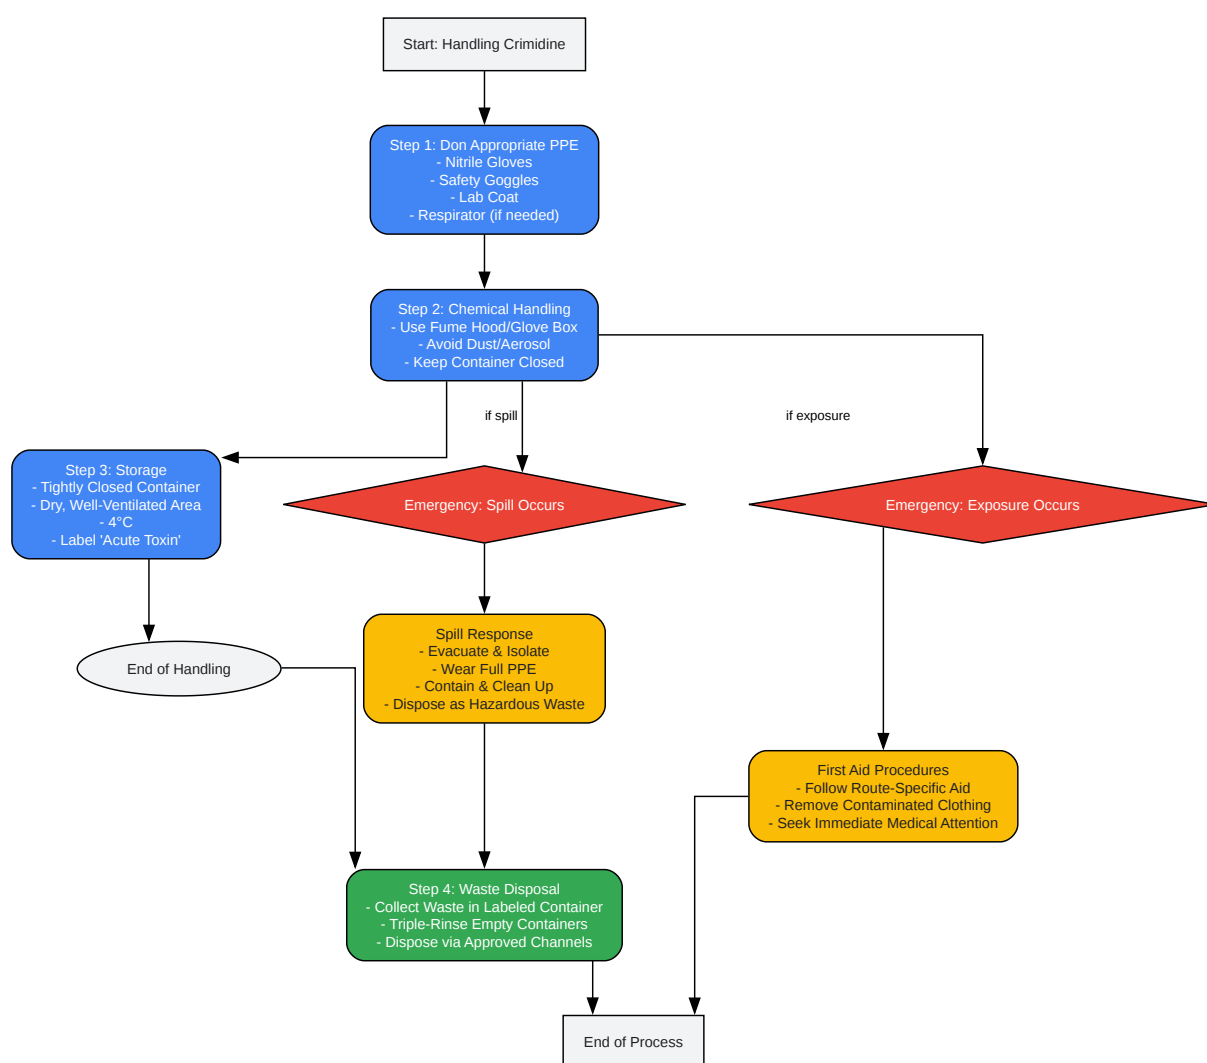 Start: Handling Crimidine
Step 1: Don Appropriate PPE
- Nitrile Gloves
- Safety Goggles
- Lab Coat
- Respirator (if needed)
Step 2: Chemical Handling
- Use Fume Hood/Glove Box
- Avoid Dust/Aerosol
- Keep Container Closed
if spill
if exposure
Step 3: Storage
- Tightly Closed Container
- Dry, Well-Ventilated Area
- 4°C
- Label 'Acute Toxin'
Emergency: Spill Occurs
Emergency: Exposure Occurs
End of Handling
Spill Response
- Evacuate & Isolate
- Wear Full PPE
- Contain & Clean Up
- Dispose as Hazardous Waste
First Aid Procedures
- Follow Route-Specific Aid
- Remove Contaminated Clothing
- Seek Immediate Medical Attention
Step 4: Waste Disposal
- Collect Waste in Labeled Container
- Triple-Rinse Empty Containers
- Dispose via Approved Channels
End of Process